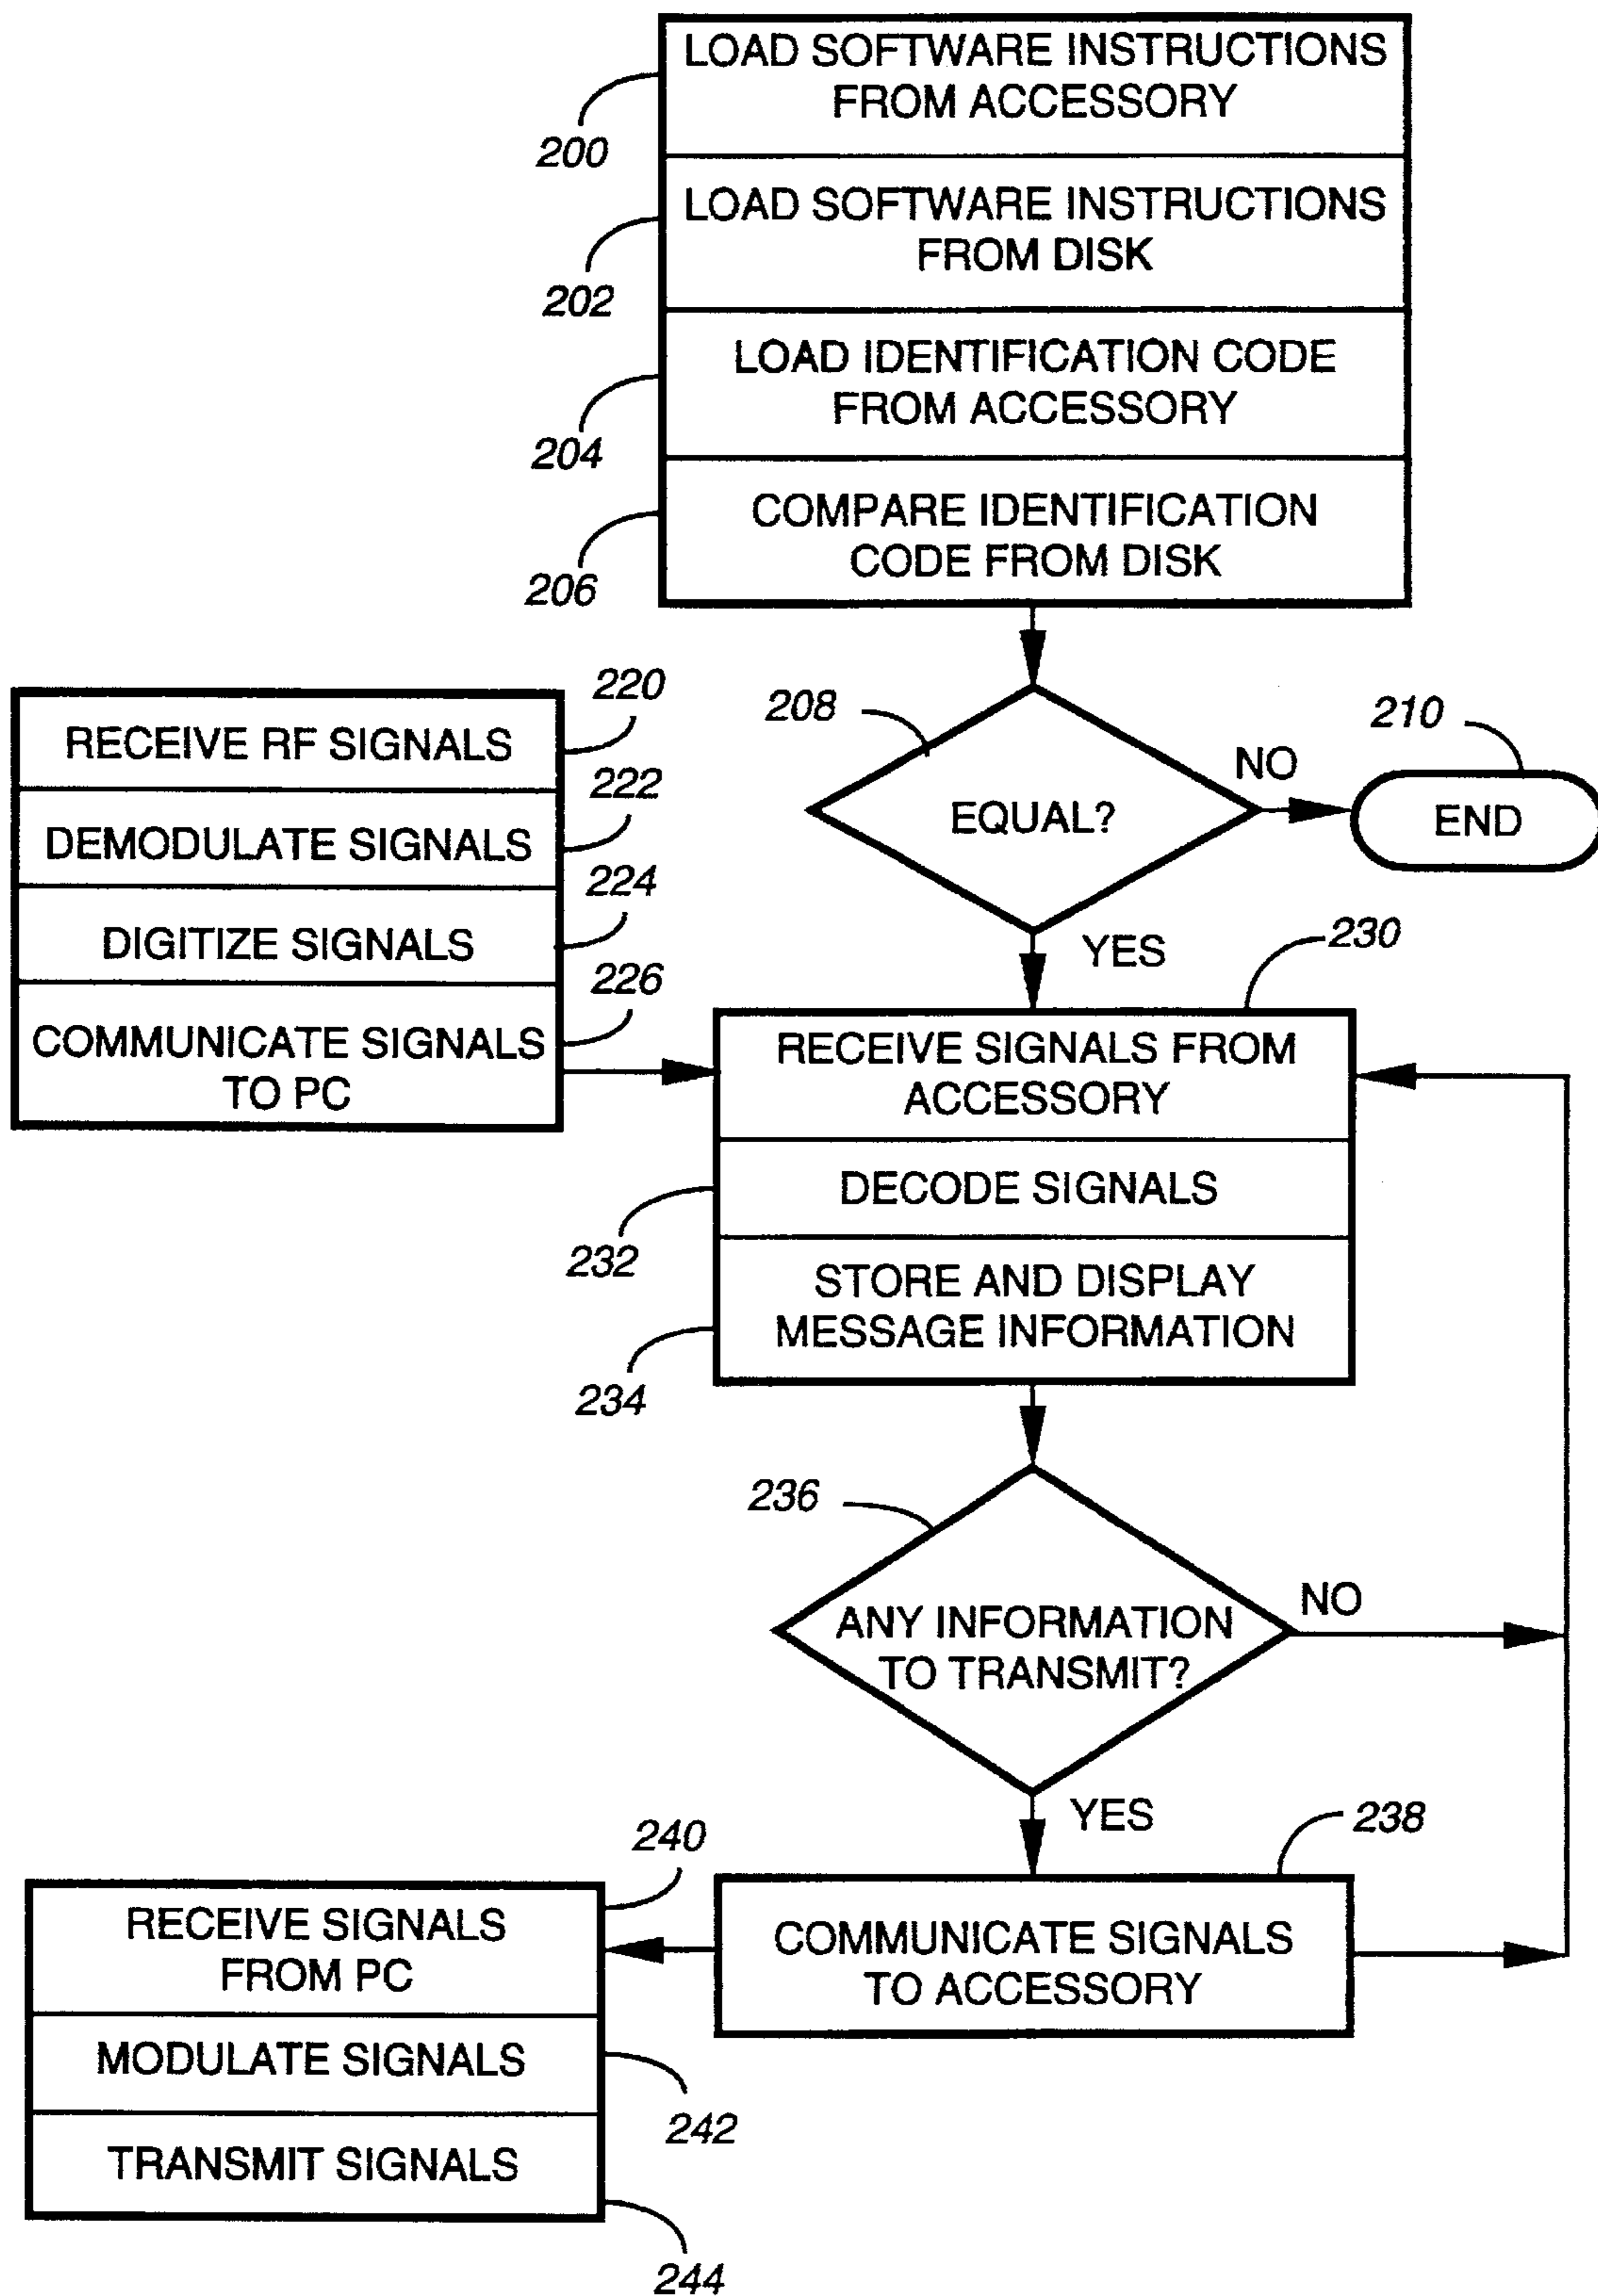 LOAD SOFTWARE INSTRUCTIONS
FROM ACCESSORY
200
LOAD SOFTWARE INSTRUCTIONS
FROM DISK
202
LOAD IDENTIFICATION CODE
FROM ACCESSORY
204
COMPARE IDENTIFICATION
CODE FROM DISK
206
208
EQUAL?
NO
210
END
YES
220
RECEIVE RF SIGNALS
222
DEMODULATE SIGNALS
224
DIGITIZE SIGNALS
226
COMMUNICATE SIGNALS
TO PC
230
RECEIVE SIGNALS FROM
ACCESSORY
DECODE SIGNALS
232
STORE AND DISPLAY
MESSAGE INFORMATION
234
236
ANY INFORMATION
TO TRANSMIT?
NO
YES
238
COMMUNICATE SIGNALS
TO ACCESSORY
240
RECEIVE SIGNALS
FROM PC
MODULATE SIGNALS
242
TRANSMIT SIGNALS
244